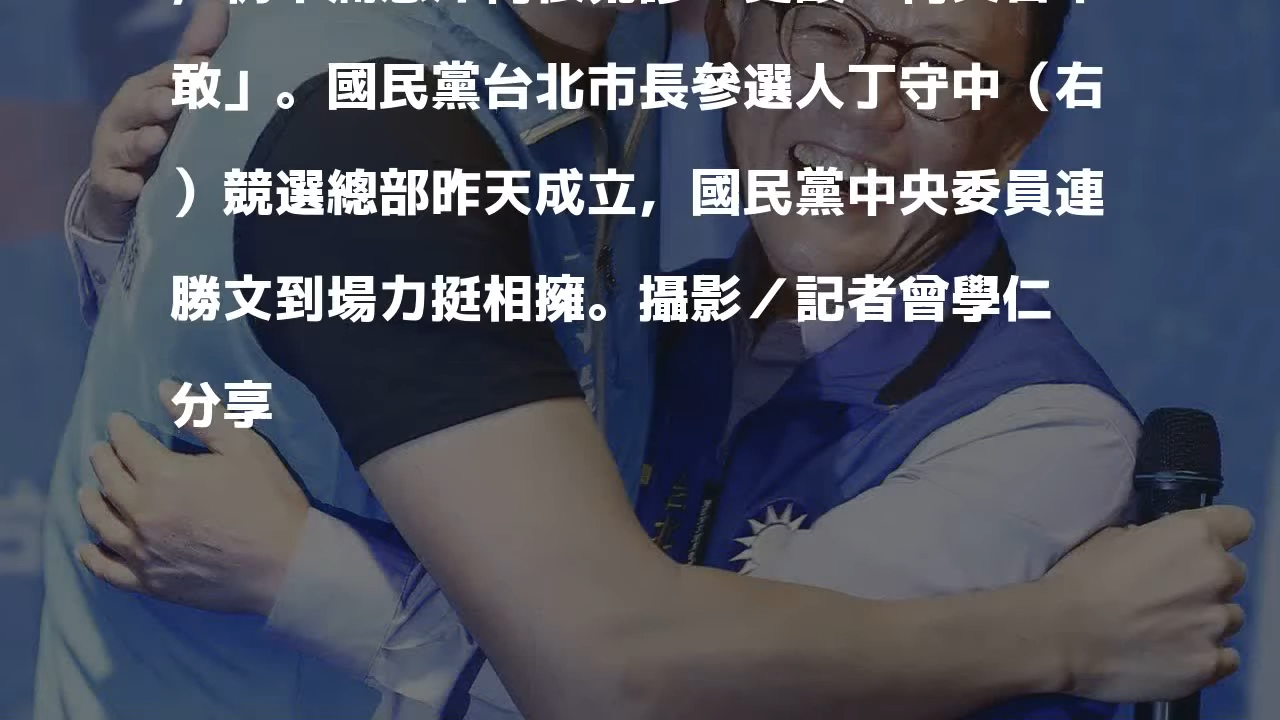 敢」。國民黨台北市長參選人丁守中（右
）競選總部昨天成立，國民黨中央委員連
勝文到場力挺相擁。攝影／記者曾學仁
分享